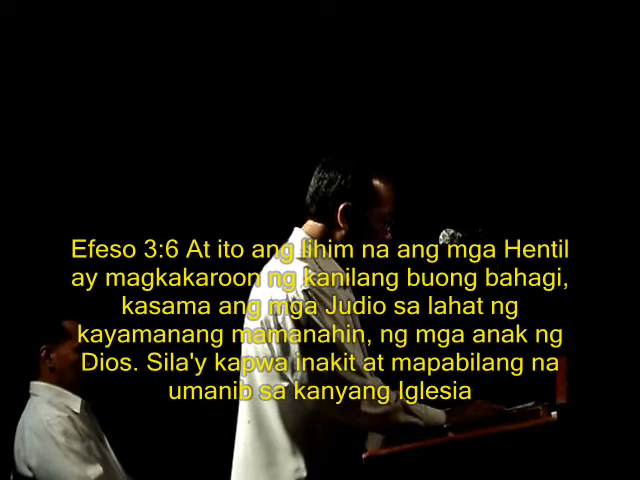 Efeso 3:6 At ito ang lihim na ang mga Hentil
ay magkakaroon ng kanilang buong bahagi,
kasama ang mga Judio sa lahat ng
kayamanang mamanahin, ng mga anak ng
Dios. Sila'y kapwa inakit at mapabilang na
umanib sa kanyang Iglesia